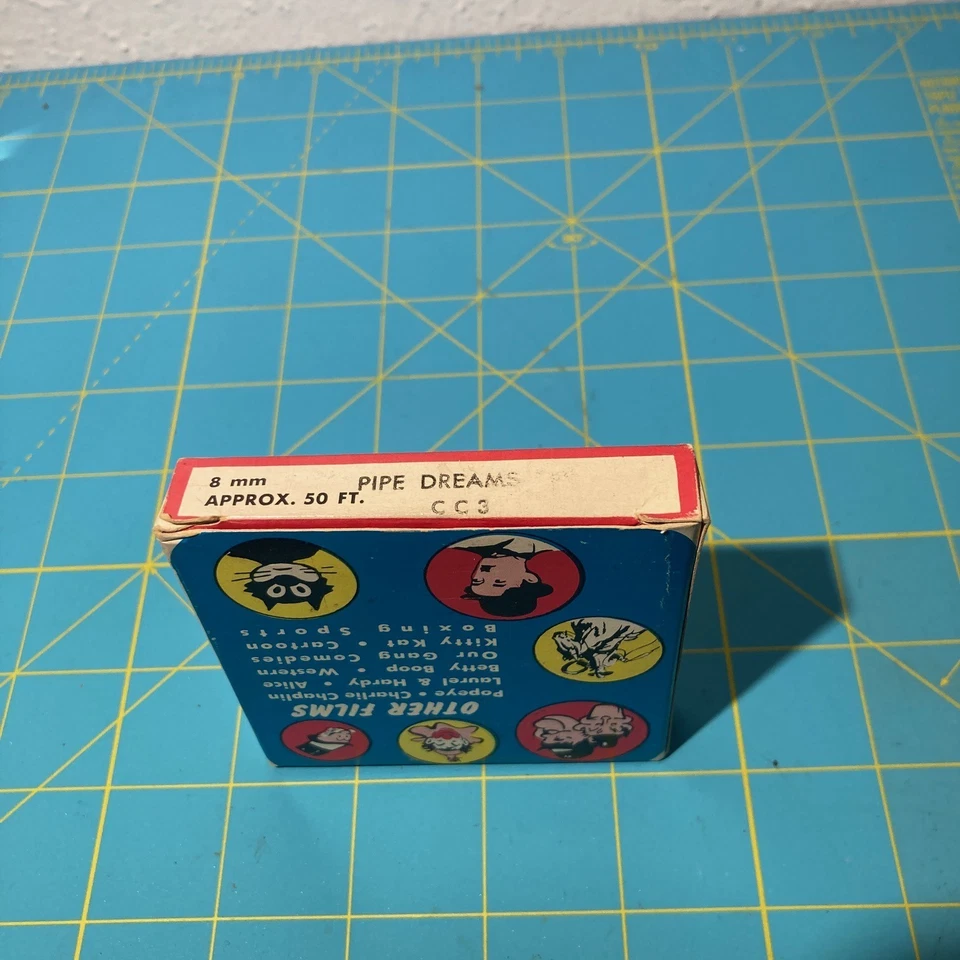 8 mm
PIPE DREAMS
APPROX. 50 FT.
CC3
OTHER FILMS
Popeye • Charlie Chaplin
Laurel & Hardy • Alice
Betty Boop • Western
Our Gang Comedies
Kitty Kat • Cartoon
Boxing Sports